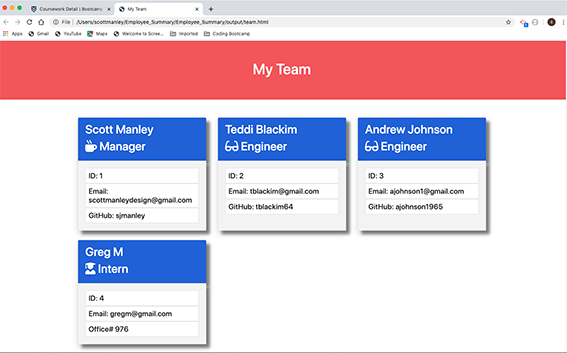 Coursework Detail | Bootcamp
My Team
File
/Users/scottmanley/Employee_Summary/Employee_Summary/output/team.html
Apps
Gmail
YouTube
Maps
Welcome to Scree...
Imported
Coding Bootcamp
My Team
Scott Manley
Manager
ID: 1
Email:
scottmanleydesign@gmail.com
GitHub: sjmanley
Teddi Blackim
Engineer
ID: 2
Email: tblackim@gmail.com
GitHub: tblackim64
Andrew Johnson
Engineer
ID: 3
Email: ajohnson1@gmail.com
GitHub: ajohnson1965
Greg M
Intern
ID: 4
Email: gregm@gmail.com
Office# 976